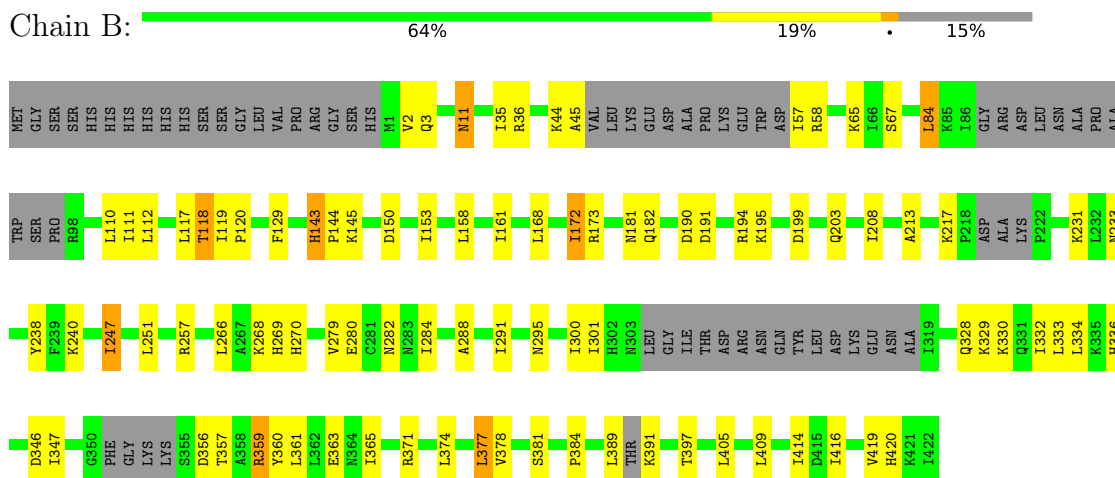 Chain B:
64% 19% • 15%
MET GLY SER SER HIS HIS HIS HIS HIS HIS SER SER GLY LEU VAL PRO ARG GLY SER HIS M1 V2 Q3 N11 I35 R36 K44 A45 VAL LEU LYS GLU ASP ALA PRO LYS GLU TRP ASP I57 R58 K65 I66 S67 L84 K85 I86 GLY ARG ASP LEU ASN ALA PRO ALA
TRP SER PRO R98 L110 I111 L112 L117 T118 I119 P120 F129 H143 P144 K145 D150 I153 L158 I161 L168 I172 R173 N181 Q182 D190 D191 R194 K195 D199 Q203 I208 A213 K217 P218 ASP ALA LYS P222 K231 L232 N233
Y238 F239 K240 I247 L251 R257 L266 A267 K268 H269 H270 V279 E280 C281 N282 N283 I284 A288 I291 N295 I300 I301 H302 N303 LEU GLY ILE THR ASP ARG ASN GLN TYR LEU ASP LYS GLU ASN ALA I319 Q328 K329 K330 Q331 I332 L333 L334 K335 H336
D346 I347 G350 PHE GLY LYS LYS S355 D356 T357 A358 R359 Y360 L361 L362 E363 N364 I365 R371 L374 L377 V378 S381 P384 L389 THR K391 T397 L405 L409 I414 D415 I416 V419 H420 K421 I422